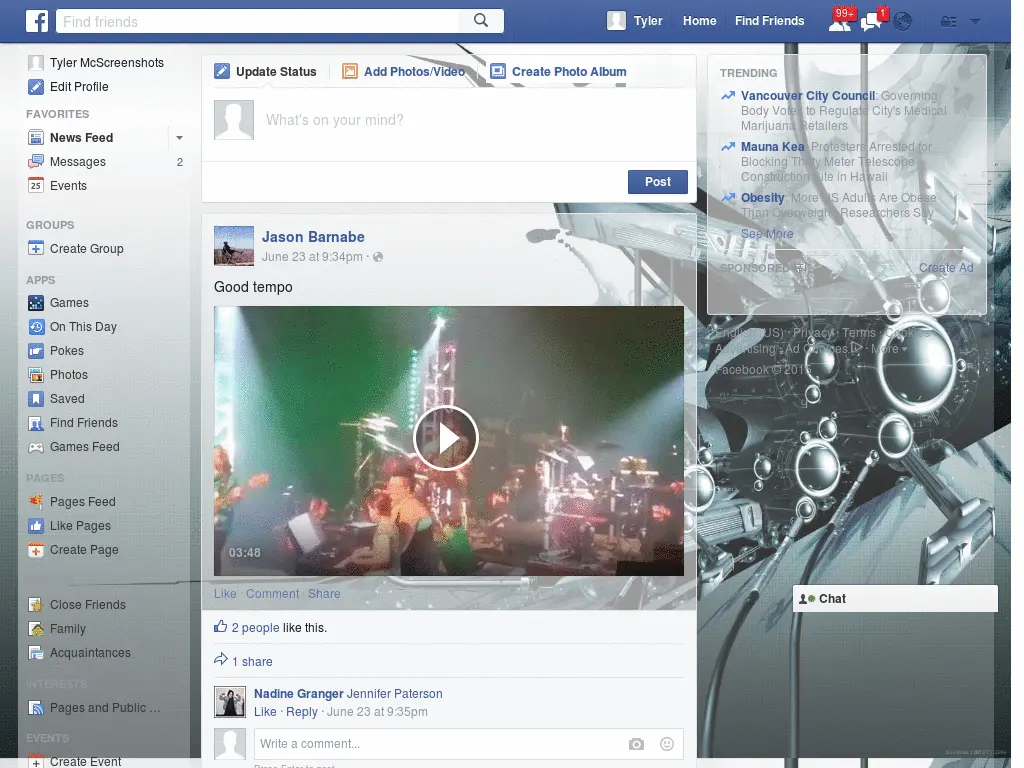 Find friends
Tyler
Home
Find Friends
99+
1
Tyler McScreenshots
Edit Profile
FAVORITES
News Feed
Messages
2
25
Events
GROUPS
Create Group
APPS
Games
On This Day
Pokes
Photos
Saved
Find Friends
Games Feed
PAGES
Pages Feed
Like Pages
Create Page
Close Friends
Family
Acquaintances
INTERESTS
Pages and Public ...
EVENTS
Create Event
Update Status
Add Photos/Video
Create Photo Album
What's on your mind?
Post
Jason Barnabe
June 23 at 9:34pm ·
Good tempo
03:48
Like · Comment · Share
2 people like this.
1 share
Nadine Granger Jennifer Paterson
Like · Reply · June 23 at 9:35pm
Write a comment...
TRENDING
Vancouver City Council: Governing
Body Votes to Regulate City's Medical
Marijuana Retailers
Mauna Kea: Protesters Arrested for
Blocking Thirty Meter Telescope
Construction Site in Hawaii
Obesity: More US Adults Are Obese
Than Overweight, Researchers Say
See More
SPONSORED
Create Ad
English (US) · Privacy · Terms · Cookies ·
Advertising · Ad Choices · More
Facebook © 2015
Chat